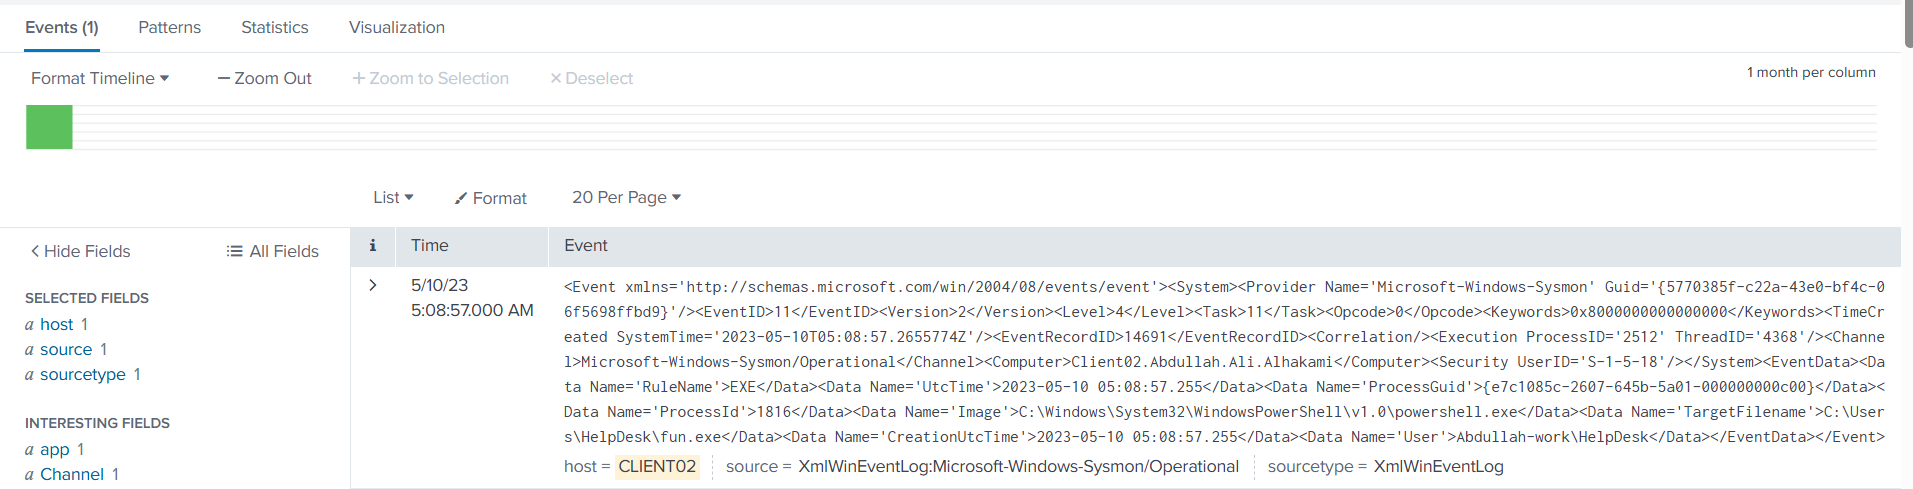 Events (1) Patterns Statistics Visualization
Format Timeline Zoom Out Zoom to Selection Deselect
1 month per column
List Format 20 Per Page
Hide Fields All Fields
i Time Event
SELECTED FIELDS
a host 1
a source 1
a sourcetype 1
INTERESTING FIELDS
a app 1
a Channel 1
5/10/23
5:08:57.000 AM
<Event xmlns='http://schemas.microsoft.com/win/2004/08/events/event'><System><Provider Name='Microsoft-Windows-Sysmon' Guid='{5770385f-c22a-43e0-bf4c-0
6f5698ffbd9}'/><EventID>11</EventID><Version>2</Version><Level>4</Level><Task>11</Task><Opcode>0</Opcode><Keywords>0x8000000000000000</Keywords><TimeCr
eated SystemTime='2023-05-10T05:08:57.2655774Z'/><EventRecordID>14691</EventRecordID><Correlation/><Execution ProcessID='2512' ThreadID='4368'/><Channe
l>Microsoft-Windows-Sysmon/Operational</Channel><Computer>Client02.Abdullah.Ali.Alhakami</Computer><Security UserID='S-1-5-18'/></System><EventData><Da
ta Name='RuleName'>EXE</Data><Data Name='UtcTime'>2023-05-10 05:08:57.255</Data><Data Name='ProcessGuid'>{e7c1085c-2607-645b-5a01-000000000c00}</Data><
Data Name='ProcessId'>1816</Data><Data Name='Image'>C:\Windows\System32\WindowsPowerShell\v1.0\powershell.exe</Data><Data Name='TargetFilename'>C:\User
s\HelpDesk\fun.exe</Data><Data Name='CreationUtcTime'>2023-05-10 05:08:57.255</Data><Data Name='User'>Abdullah-work\HelpDesk</Data></EventData></Event>
host = CLIENT02 source = XmlWinEventLog:Microsoft-Windows-Sysmon/Operational sourcetype = XmlWinEventLog